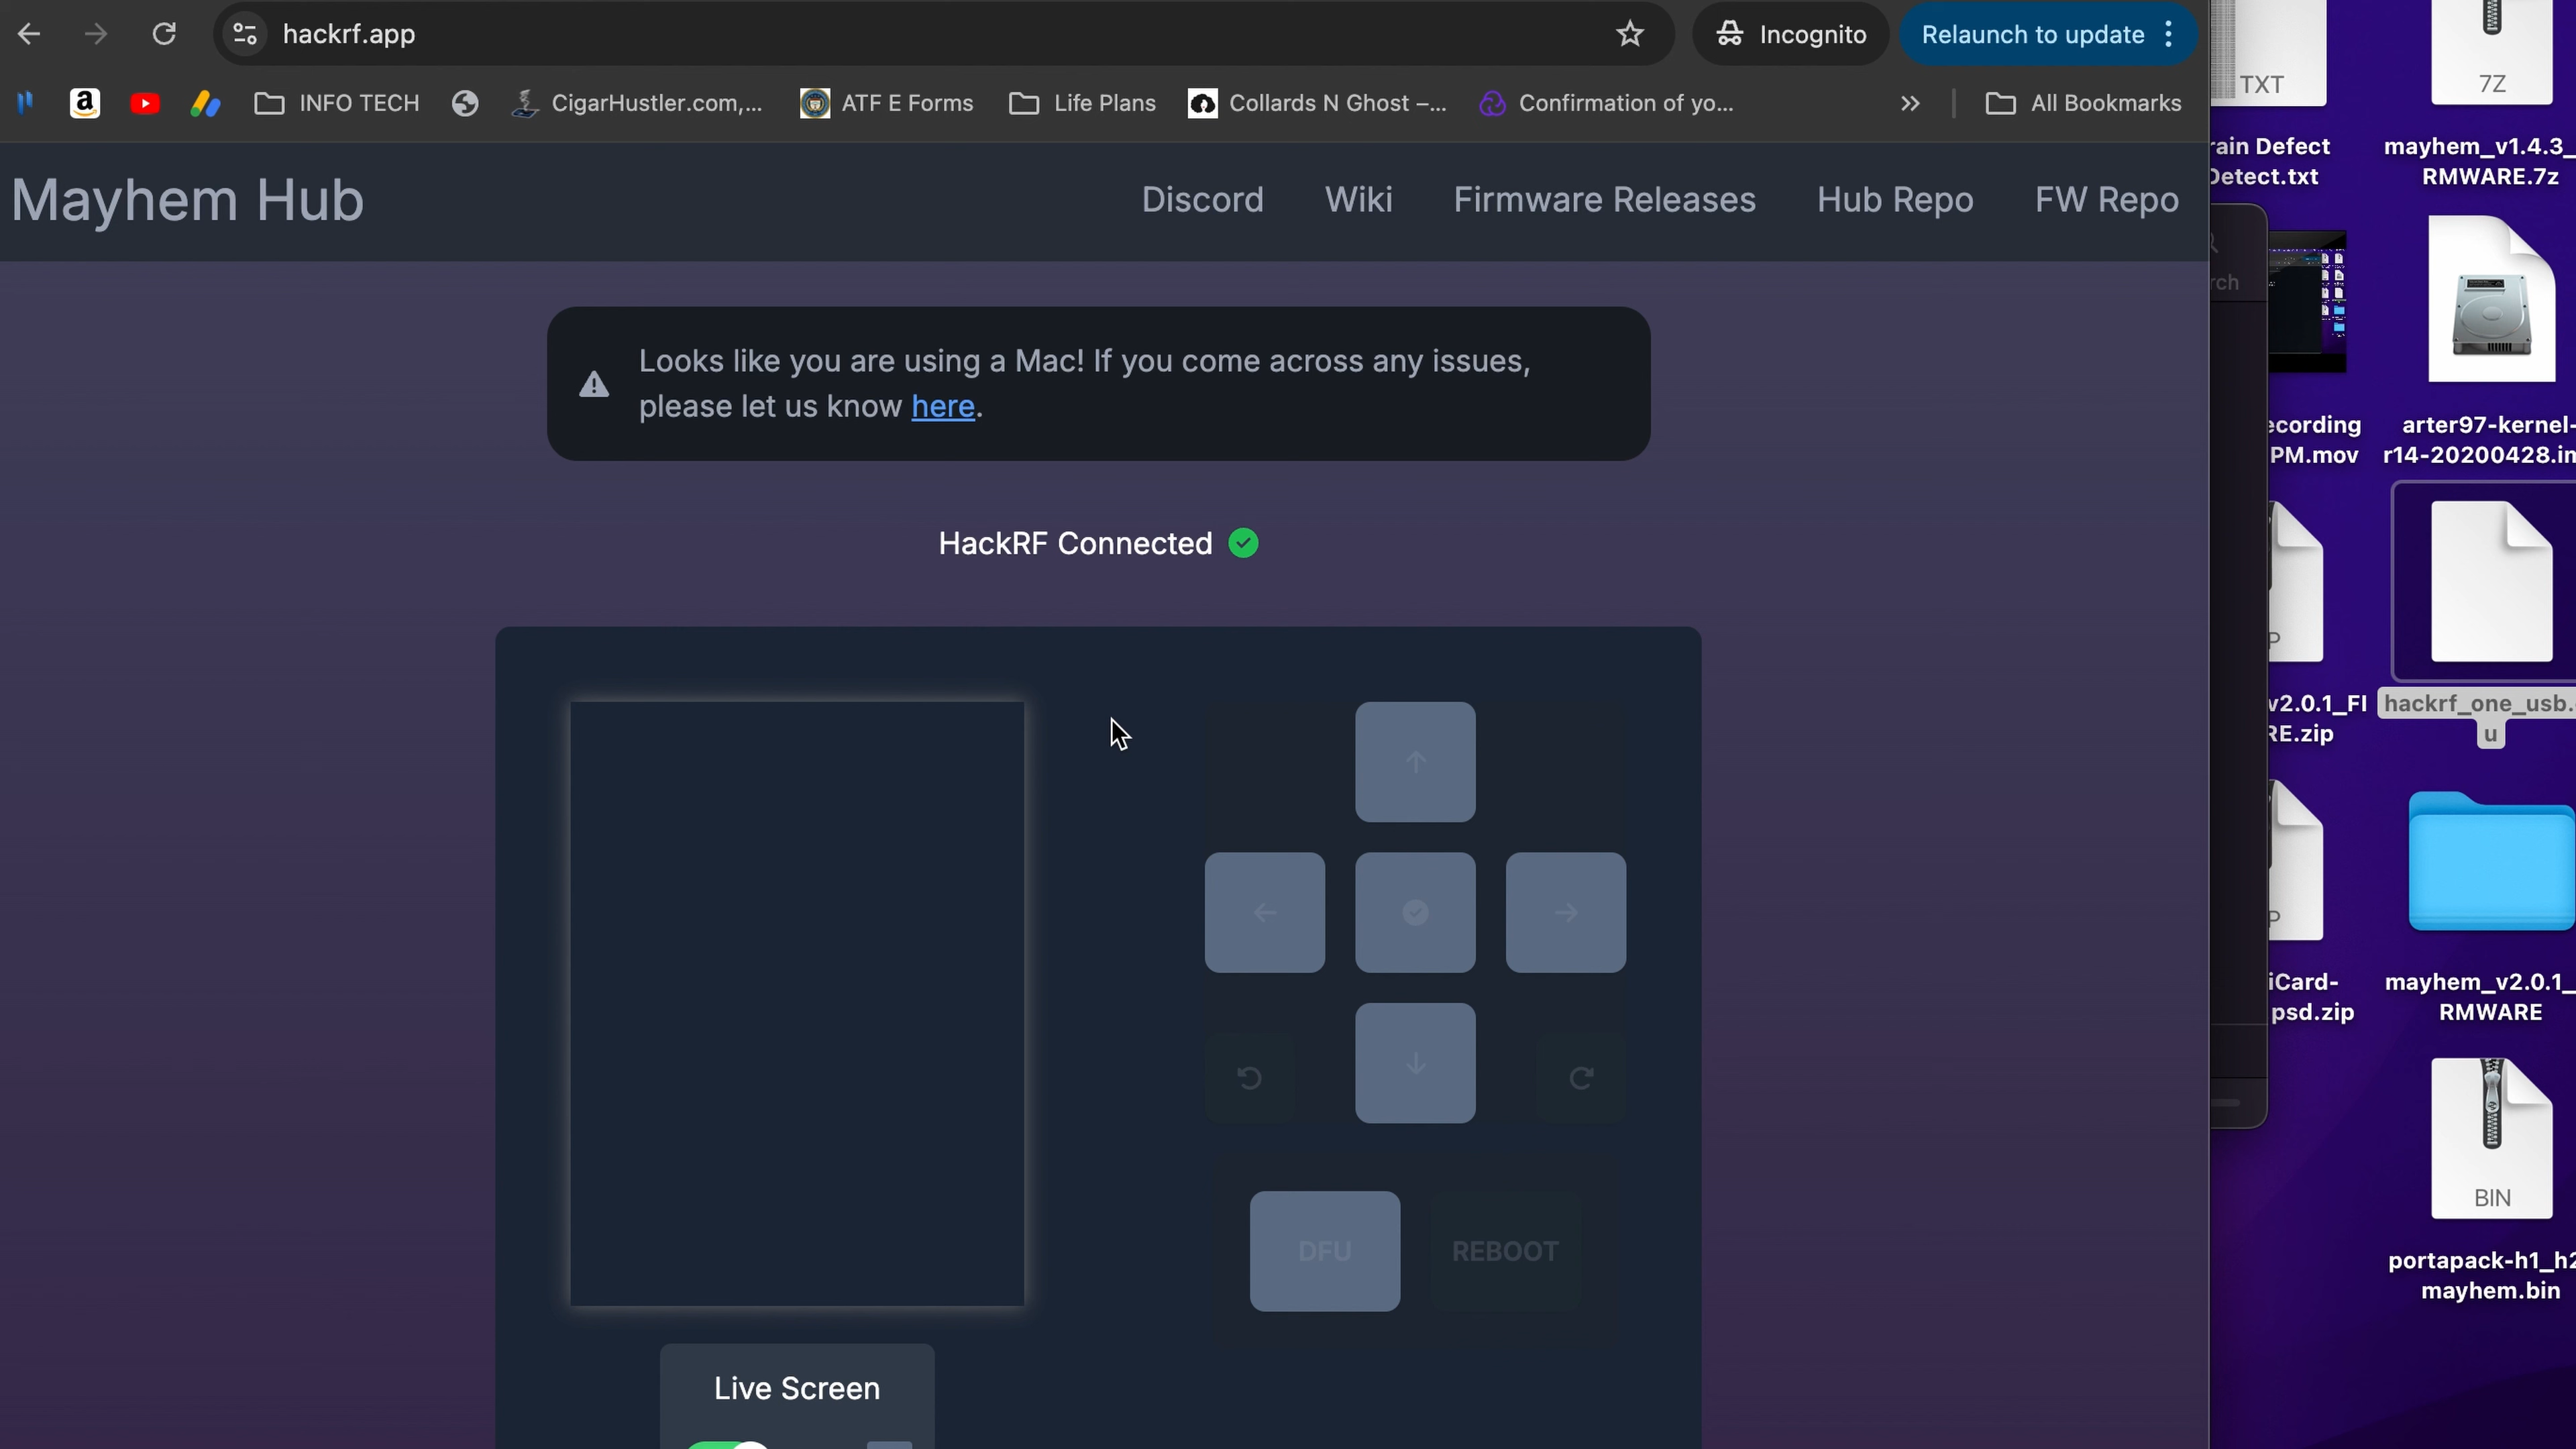 hackrf.app
Incognito
Relaunch to update
INFO TECH
CigarHustler.com,...
ATF E Forms
Life Plans
Collards N Ghost –...
Confirmation of yo...
All Bookmarks
Mayhem Hub
Discord
Wiki
Firmware Releases
Hub Repo
FW Repo
Looks like you are using a Mac! If you come across any issues,
please let us know here.
HackRF Connected
DFU
REBOOT
Live Screen
TXT
7Z
Defect
Detect.txt
mayhem_v1.4.3_
RMWARE.7z
PM.mov
arter97-kernel-
r14-20200428.im
v2.0.1_FI
RE.zip
hackrf_one_usb.
u
iCard-
psd.zip
mayhem_v2.0.1_
RMWARE
BIN
portapack-h1_h2
mayhem.bin